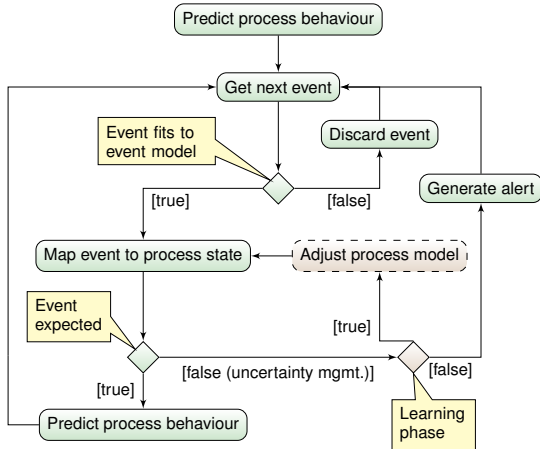 Predict process behaviour
Get next event
Event fits to
event model
Discard event
[true]
[false]
Generate alert
Map event to process state
Adjust process model
Event
expected
[true]
[false (uncertainty mgmt.)]
[false]
[true]
Predict process behaviour
Learning
phase